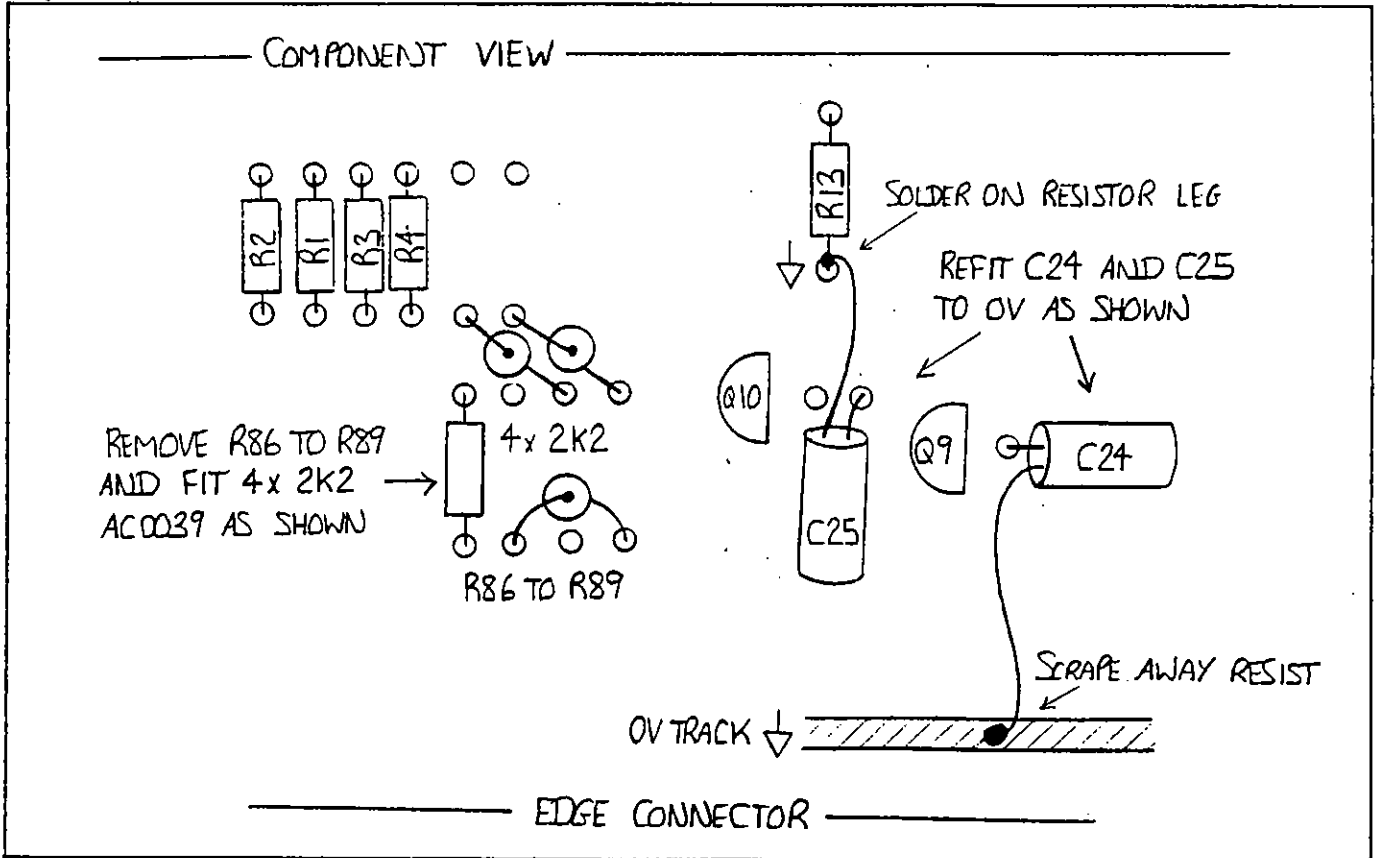 COMPONENT VIEW
R2
R1
R3
R4
R13
SOLDER ON RESISTOR LEG
REFIT C24 AND C25
TO 0V AS SHOWN
Q10
Q9
C24
C25
REMOVE R86 TO R89
AND FIT 4x 2K2
AC0039 AS SHOWN
4x 2K2
R86 TO R89
SCRAPE AWAY RESIST
0V TRACK
EDGE CONNECTOR